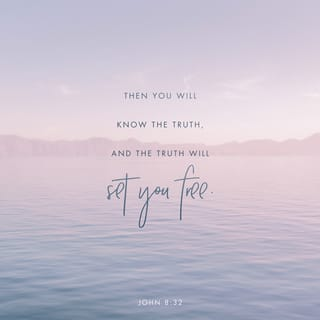 THEN YOU WILL
KNOW THE TRUTH,
AND THE TRUTH WILL
set you free.
JOHN 8:32